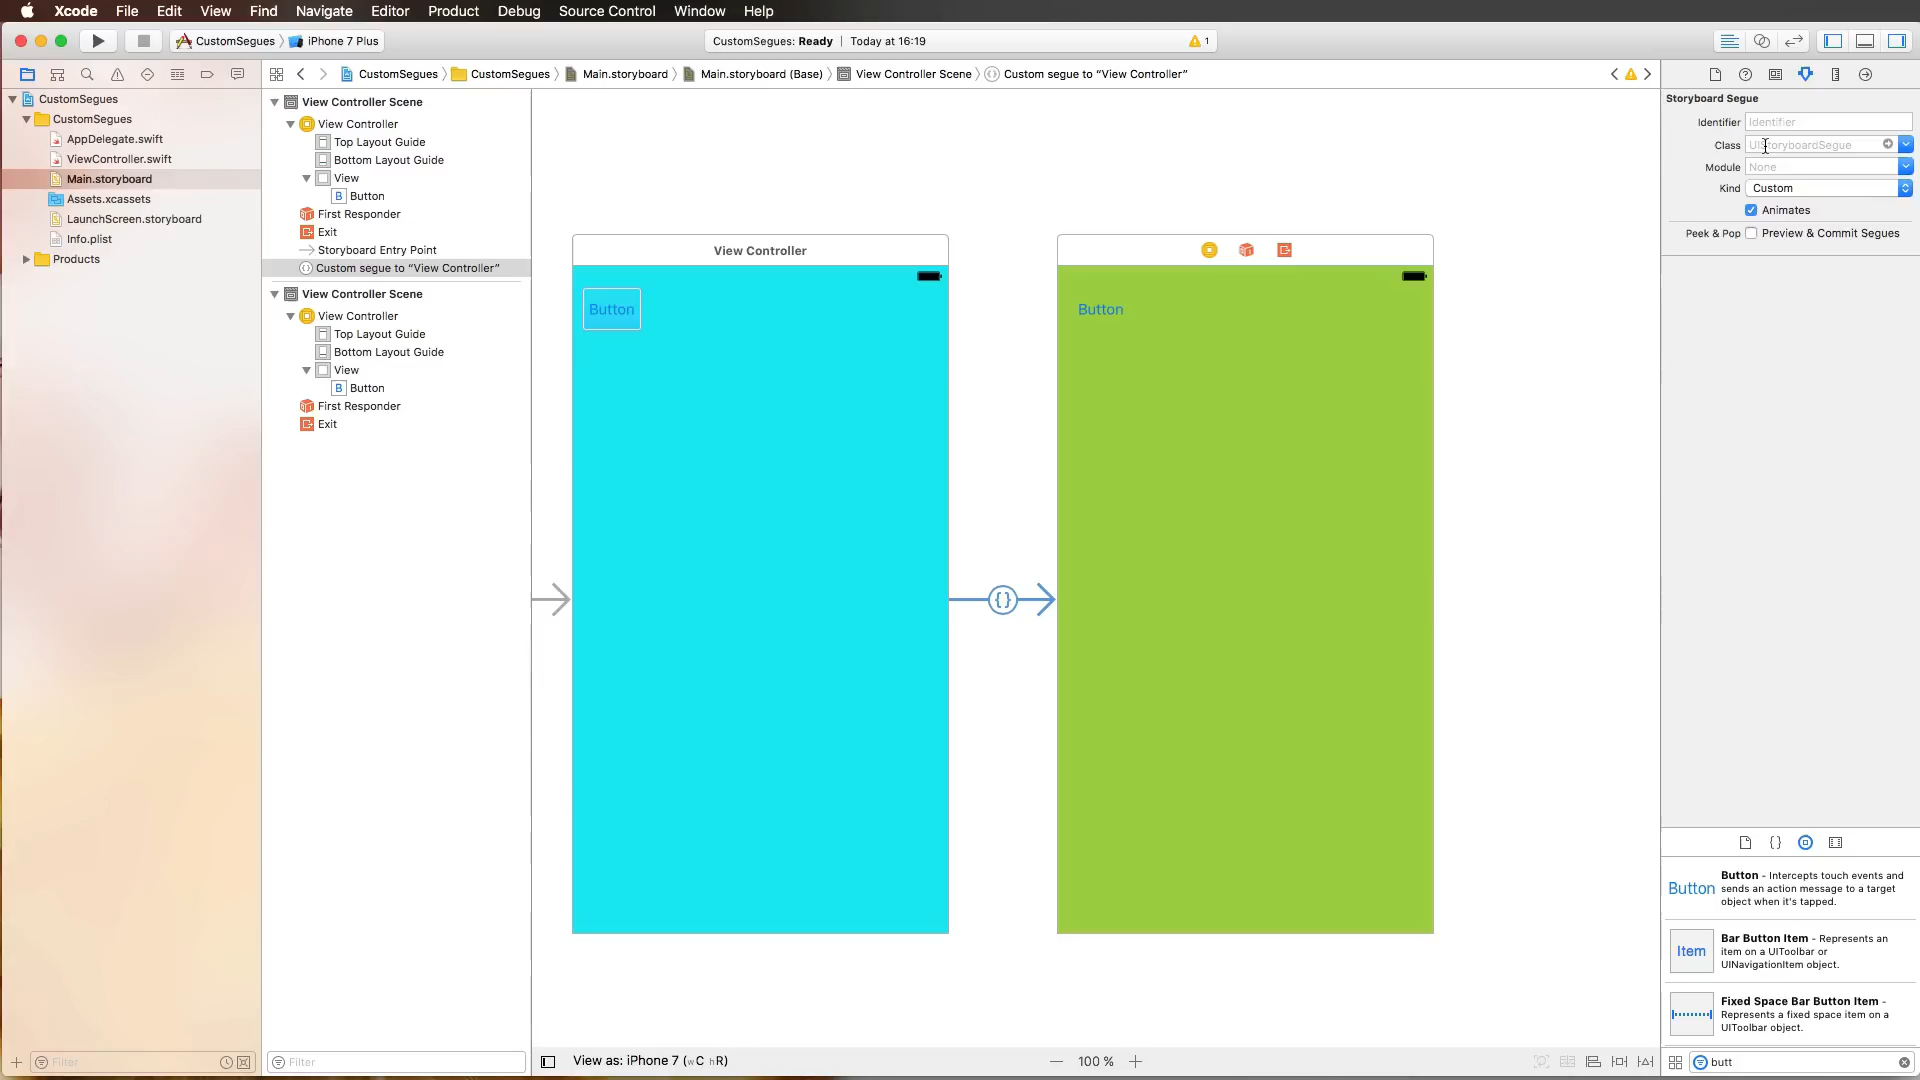 Xcode File Edit View Find Navigate Editor Product Debug Source Control Window Help
CustomSegues iPhone 7 Plus
CustomSegues: Ready Today at 16:19 1
CustomSegues
CustomSegues
AppDelegate.swift
ViewController.swift
Main.storyboard
Assets.xcassets
LaunchScreen.storyboard
Info.plist
Products
Filter
CustomSegues CustomSegues Main.storyboard Main.storyboard (Base) View Controller Scene Custom segue to “View Controller”
View Controller Scene
View Controller
Top Layout Guide
Bottom Layout Guide
View
B Button
First Responder
Exit
Storyboard Entry Point
Custom segue to “View Controller”
View Controller Scene
View Controller
Top Layout Guide
Bottom Layout Guide
View
B Button
First Responder
Exit
Filter
View Controller
Button
{}
Button
View as: iPhone 7 (wC hR)
100 %
Storyboard Segue
Identifier Identifier
Class UIStoryboardSegue
Module None
Kind Custom
Animates
Peek & Pop Preview & Commit Segues
{}
Button
Button - Intercepts touch events and
sends an action message to a target
object when it's tapped.
Item
Bar Button Item - Represents an
item on a UIToolbar or
UINavigationItem object.
Fixed Space Bar Button Item -
Represents a fixed space item on a
UIToolbar object.
butt